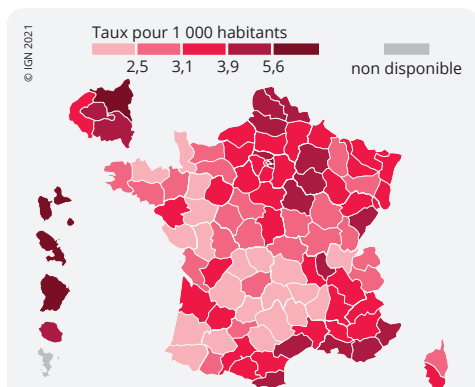 Taux pour 1 000 habitants
2,5 3,1 3,9 5,6
non disponible
© IGN 2021